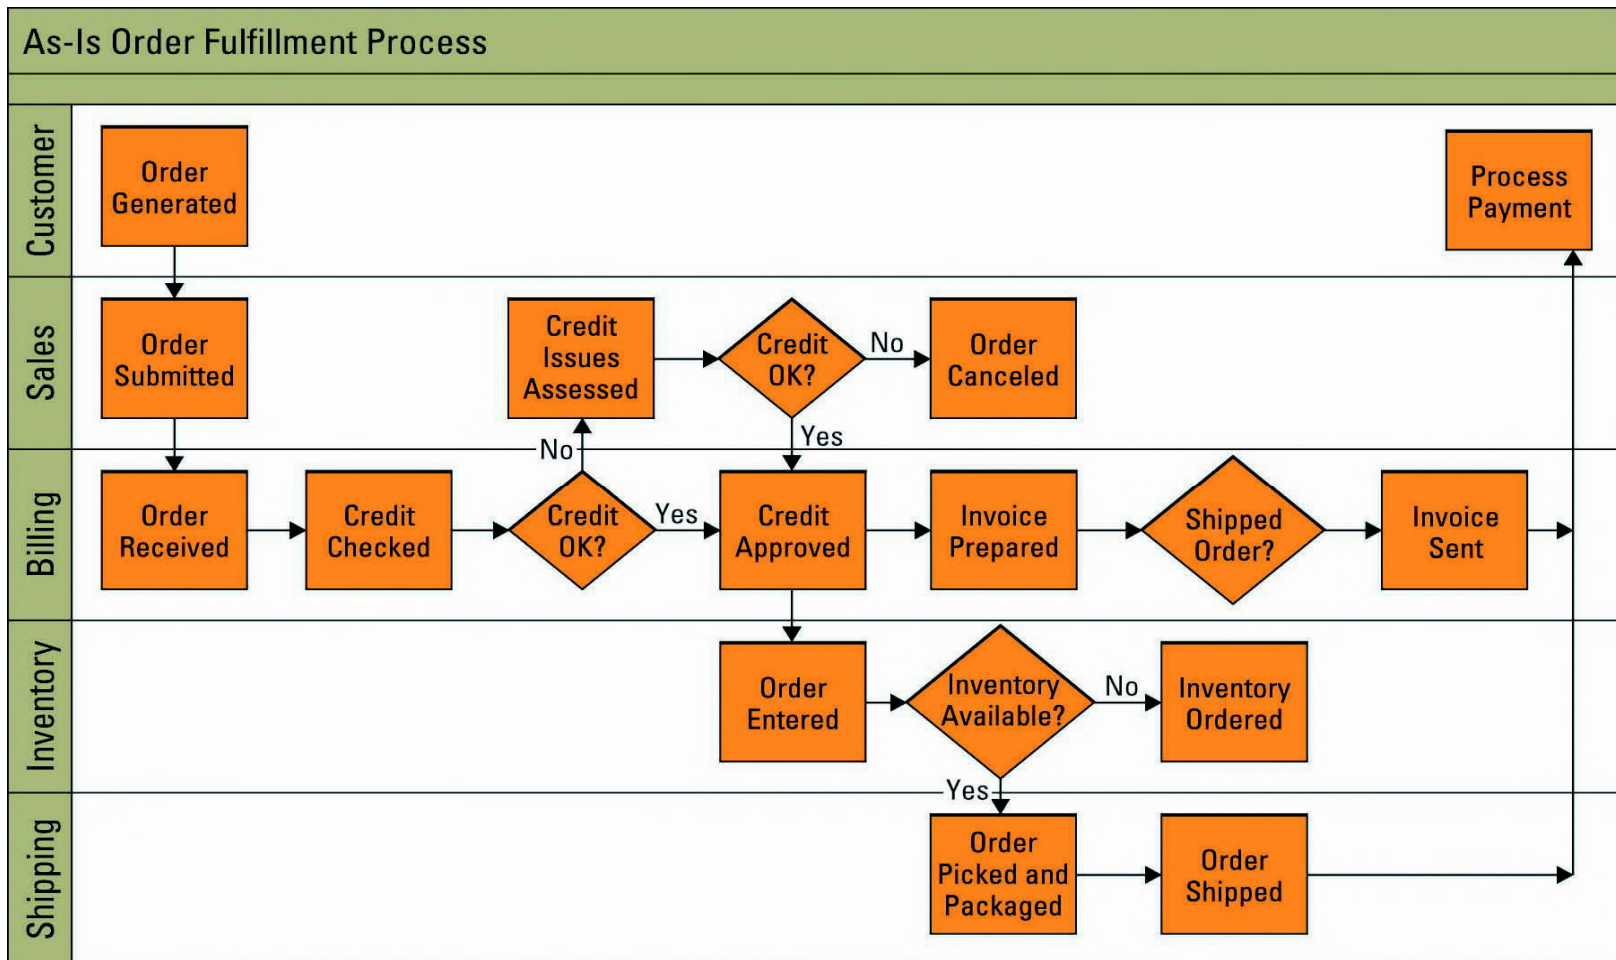 As-Is Order Fulfillment Process
Customer
Order
Generated
Process
Payment
Sales
Order
Submitted
Credit
Issues
Assessed
Credit
OK?
No
Order
Canceled
No
Yes
Billing
Order
Received
Credit
Checked
Credit
OK?
Yes
Credit
Approved
Invoice
Prepared
Shipped
Order?
Invoice
Sent
Inventory
Order
Entered
Inventory
Available?
No
Inventory
Ordered
Yes
Shipping
Order
Picked and
Packaged
Order
Shipped